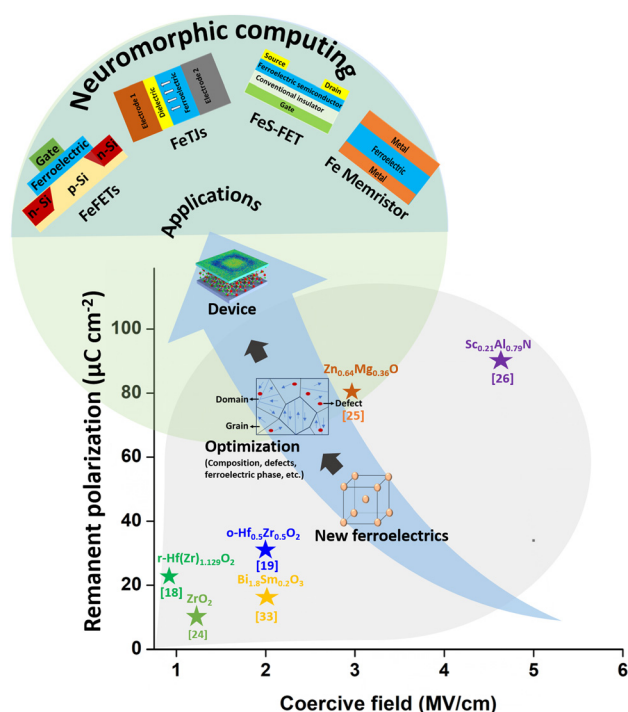 Neuromorphic computing
Electrode 1
Dielectric
Ferroelectric
Electrode 2
FeTJs
Source
Drain
Ferroelectric semiconductor
Conventional insulator
Gate
FeS-FET
Gate
Ferroelectric
n-Si
p-Si
n- Si
FeFETs
Metal
Ferroelectric
Metal
Fe Memristor
Applications
Device
Remanent polarization (µC cm⁻²)
100
80
60
40
20
0
Sc₀.₂₁Al₀.₇₉N
[26]
Zn₀.₆₄Mg₀.₃₆O
[25]
Domain
Defect
Grain
Optimization
(Composition, defects,
ferroelectric phase, etc.)
New ferroelectrics
o-Hf₀.₅Zr₀.₅O₂
[19]
r-Hf(Zr)₁.₁₂₉O₂
[18]
ZrO₂
[24]
Bi₁.₈Sm₀.₂O₃
[33]
1
2
3
4
5
6
Coercive field (MV/cm)